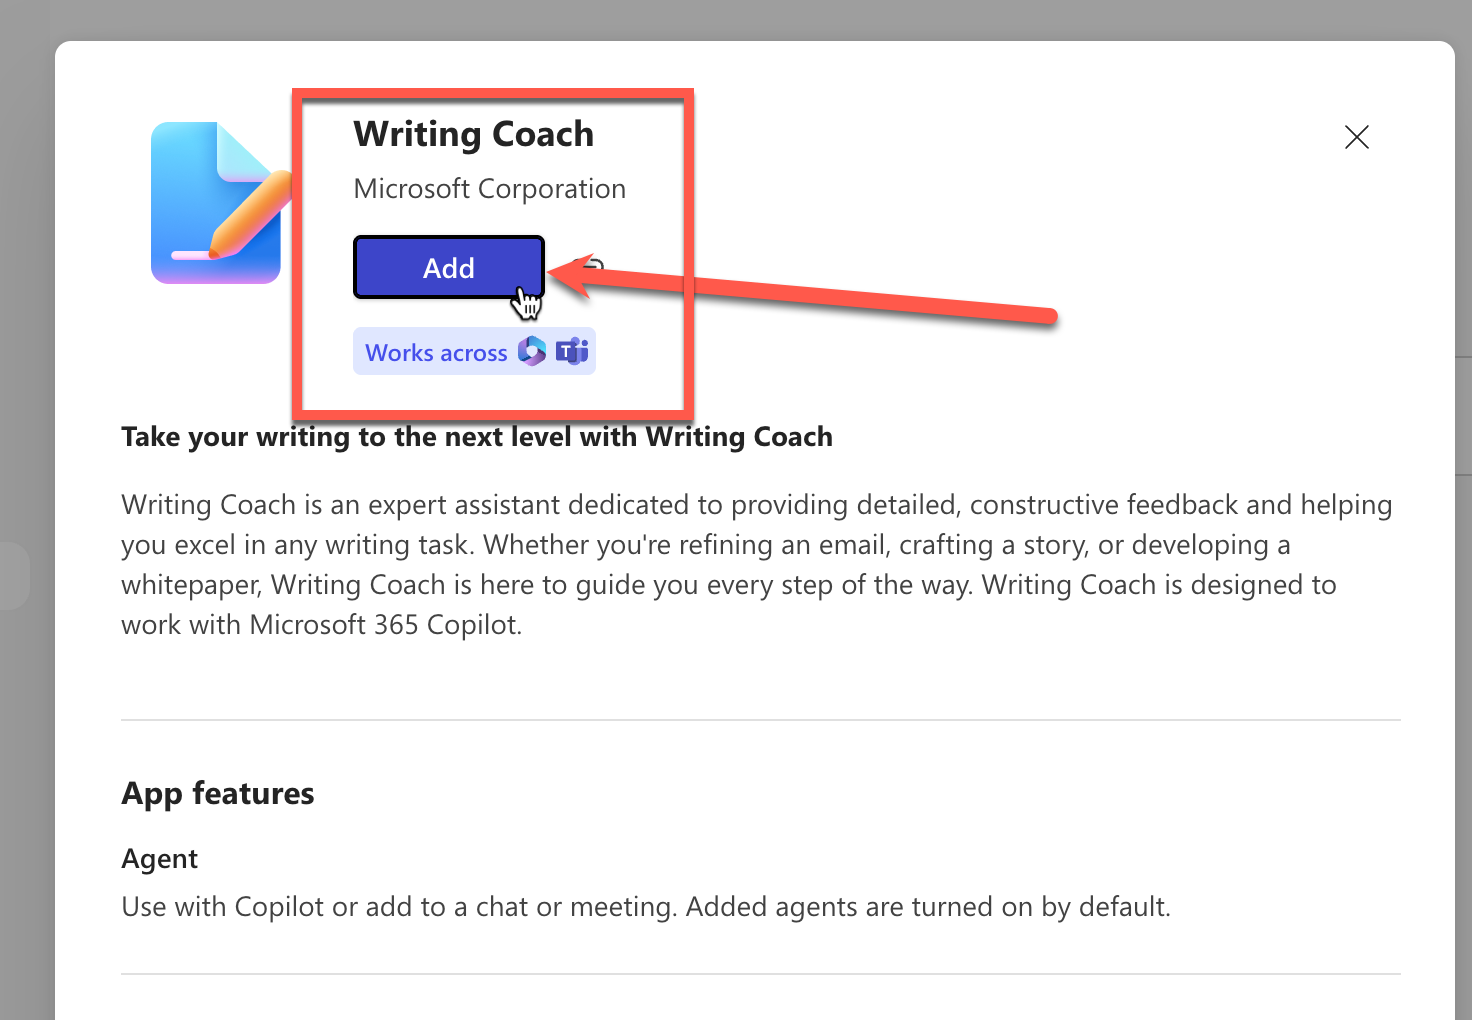 Writing Coach
Microsoft Corporation
Add
Works across
Take your writing to the next level with Writing Coach
Writing Coach is an expert assistant dedicated to providing detailed, constructive feedback and helping
you excel in any writing task. Whether you're refining an email, crafting a story, or developing a
whitepaper, Writing Coach is here to guide you every step of the way. Writing Coach is designed to
work with Microsoft 365 Copilot.
App features
Agent
Use with Copilot or add to a chat or meeting. Added agents are turned on by default.